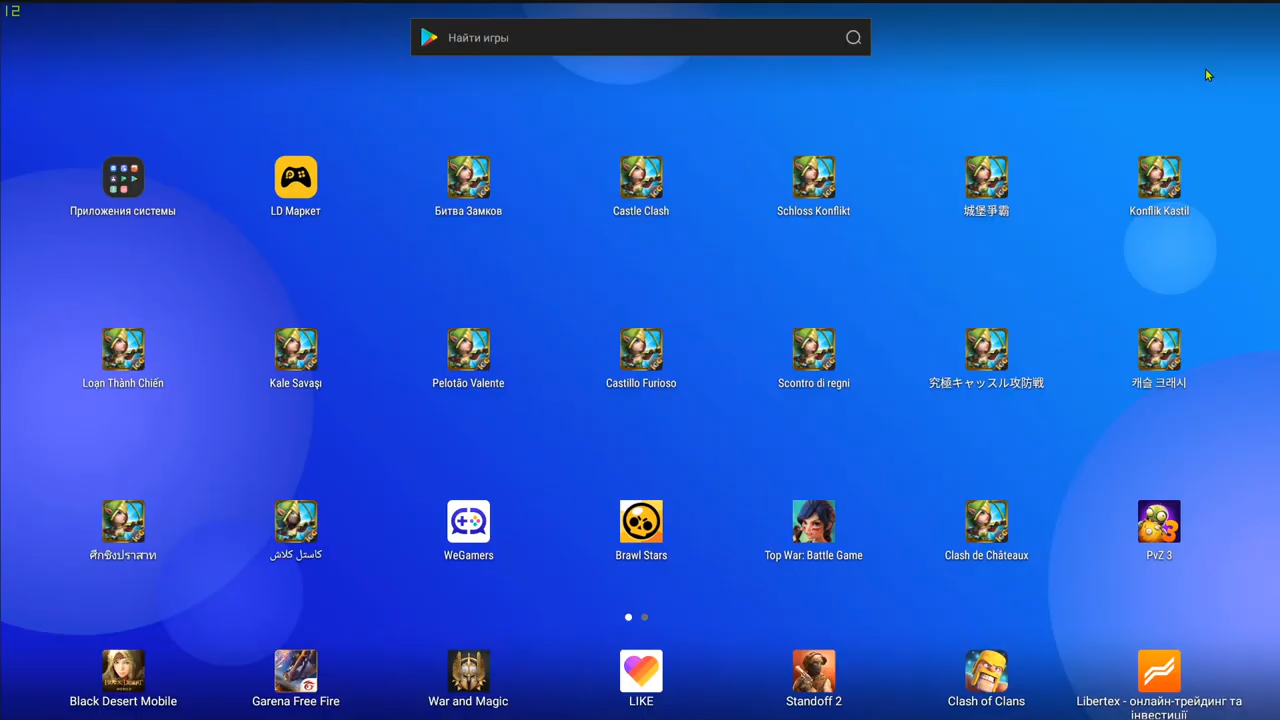 12
Найти игры
Приложения системы
LD Маркет
Битва Замков
Castle Clash
Schloss Konflikt
城堡爭霸
Konflik Kastil
Loạn Thành Chiến
Kale Savaşı
Pelotão Valente
Castillo Furioso
Scontro di regni
究極キャッスル攻防戦
캐슬 크래시
ศึกชิงปราสาท
كاستل كلاش
WeGamers
Brawl Stars
Top War: Battle Game
Clash de Châteaux
PvZ 3
Black Desert Mobile
Garena Free Fire
War and Magic
LIKE
Standoff 2
Clash of Clans
Libertex - онлайн-трейдинг та
інвестиції